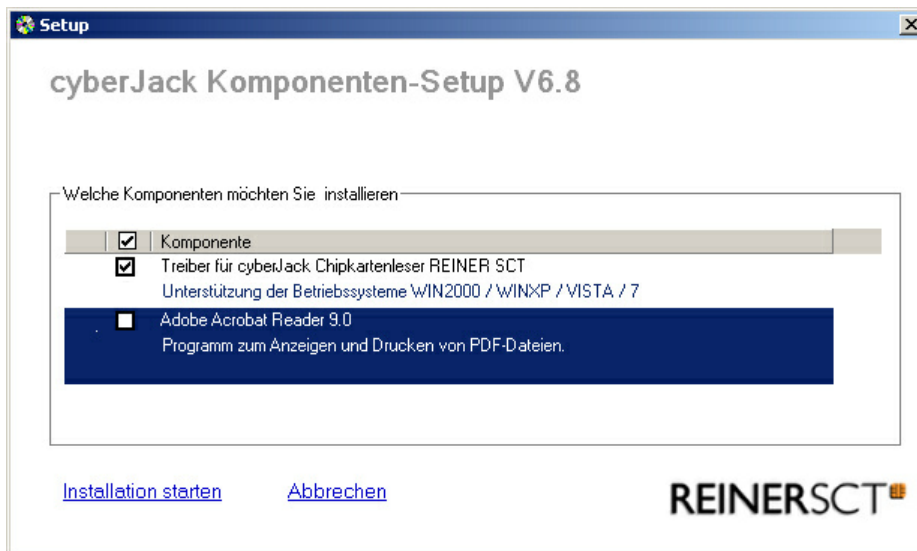 Setup
cyberJack Komponenten-Setup V6.8
Welche Komponenten möchten Sie installieren
Komponente
Treiber für cyberJack Chipkartenleser REINER SCT
Unterstützung der Betriebssysteme WIN2000 / WINXP / VISTA / 7
Adobe Acrobat Reader 9.0
Programm zum Anzeigen und Drucken von PDF-Dateien.
Installation starten Abbrechen
REINERSCT